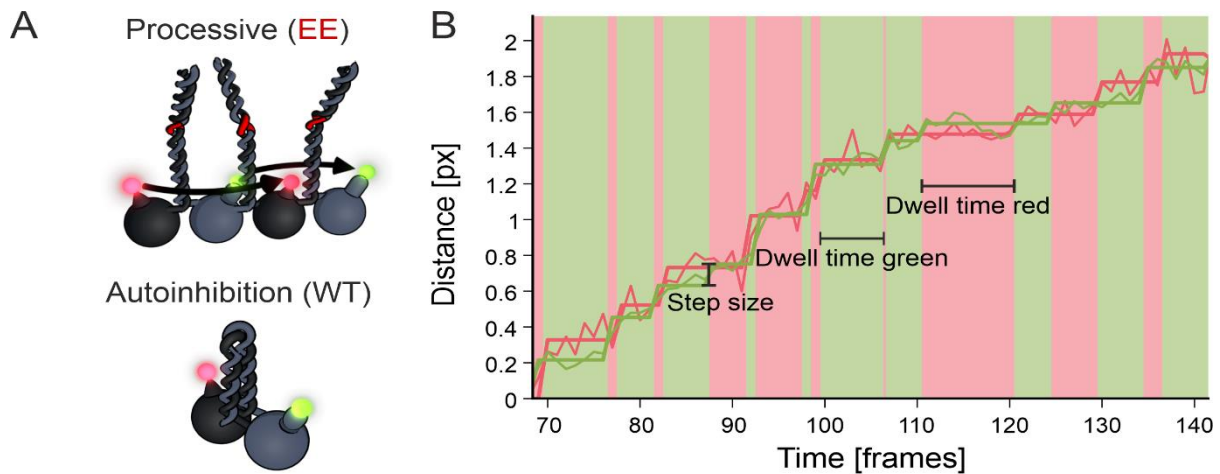 A
Processive (EE)
Autoinhibition (WT)
B
Distance [px]
2
1.8
1.6
1.4
1.2
1
0.8
0.6
0.4
0.2
0
Dwell time red
Dwell time green
Step size
70 80 90 100 110 120 130 140
Time [frames]